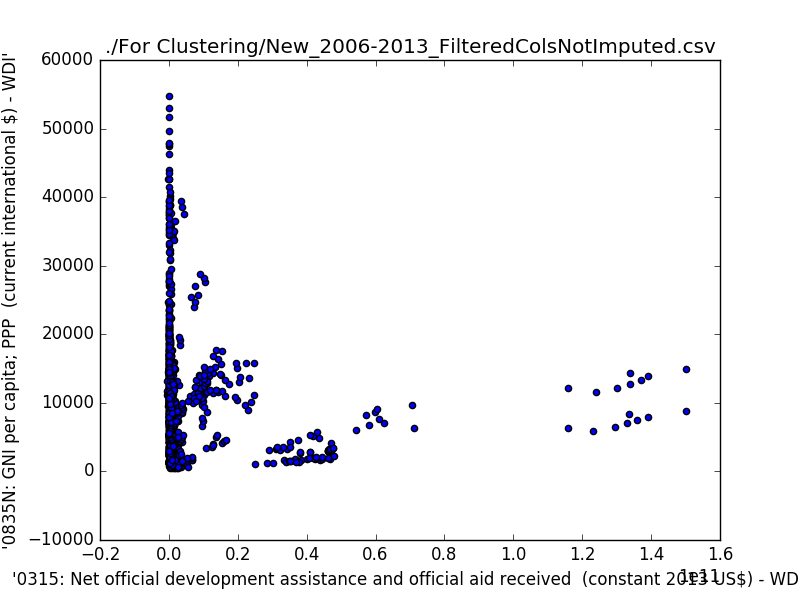 ./For Clustering/New_2006-2013_FilteredColsNotImputed.csv
'0835N: GNI per capita; PPP (current international $) - WDI'
60000
50000
40000
30000
20000
10000
0
−10000
−0.2 0.0 0.2 0.4 0.6 0.8 1.0 1.2 1.4 1.6
1e11
'0315: Net official development assistance and official aid received (constant 2013 US$) - WD